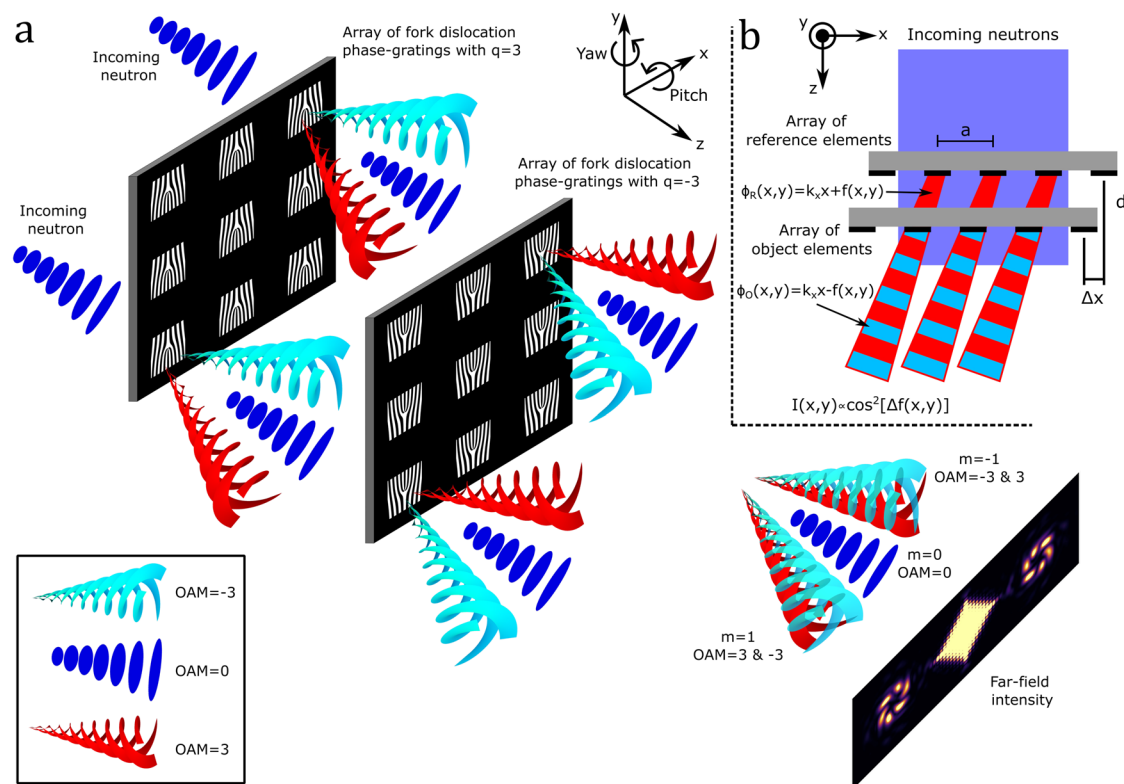 a
Incoming
neutron
Array of fork dislocation
phase-gratings with q=3
y
Yaw
x
Pitch
z
Array of fork dislocation
phase-gratings with q=-3
Incoming
neutron
OAM=-3
OAM=0
OAM=3
b
x
z
Incoming neutrons
Array of
reference elements
a
ϕR(x,y)=kxx+f(x,y)
d
Array of
object elements
ϕO(x,y)=kxx-f(x,y)
Δx
I(x,y)∝cos²[Δf(x,y)]
m=-1
OAM=-3 & 3
m=0
OAM=0
m=1
OAM=3 & -3
Far-field
intensity